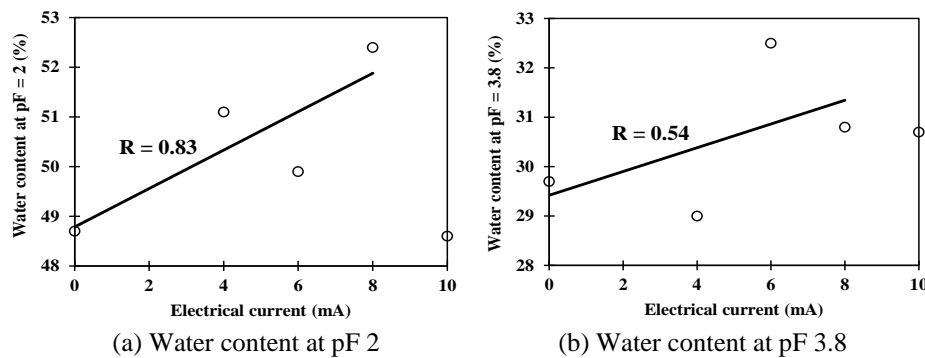 53
52
51
50
49
48
Water content at pF = 2 (%)
R = 0.83
0 2 4 6 8 10
Electrical current (mA)
(a) Water content at pF 2
33
32
31
30
29
28
Water content at pF = 3.8 (%)
R = 0.54
0 2 4 6 8 10
Electrical current (mA)
(b) Water content at pF 3.8